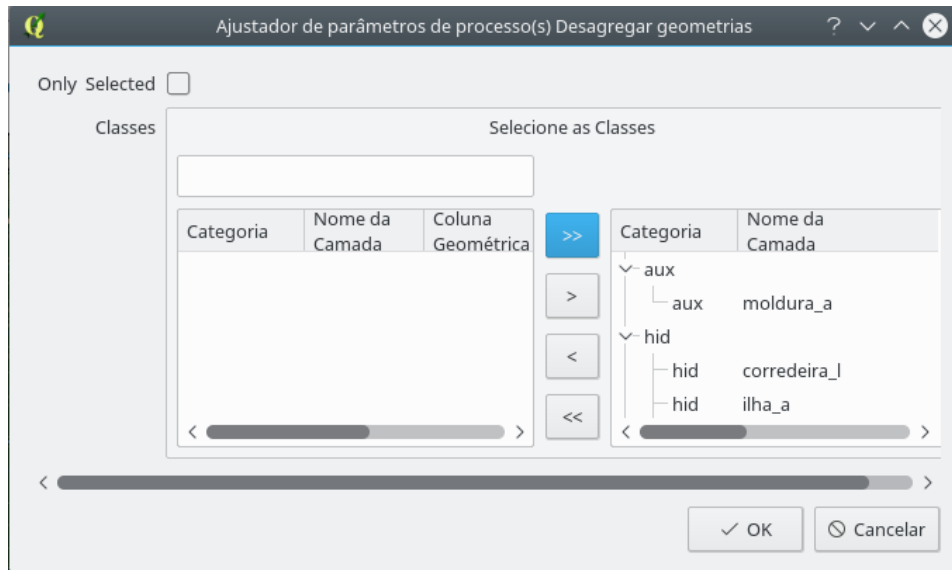 Ajustador de parâmetros de processo(s) Desagregar geometrias
Only Selected
Classes
Selecione as Classes
Categoria
Nome da
Camada
Coluna
Geométrica
>>
>
<
<<
Categoria
Nome da
Camada
aux
aux moldura_a
hid
hid corredeira_l
hid ilha_a
OK
Cancelar